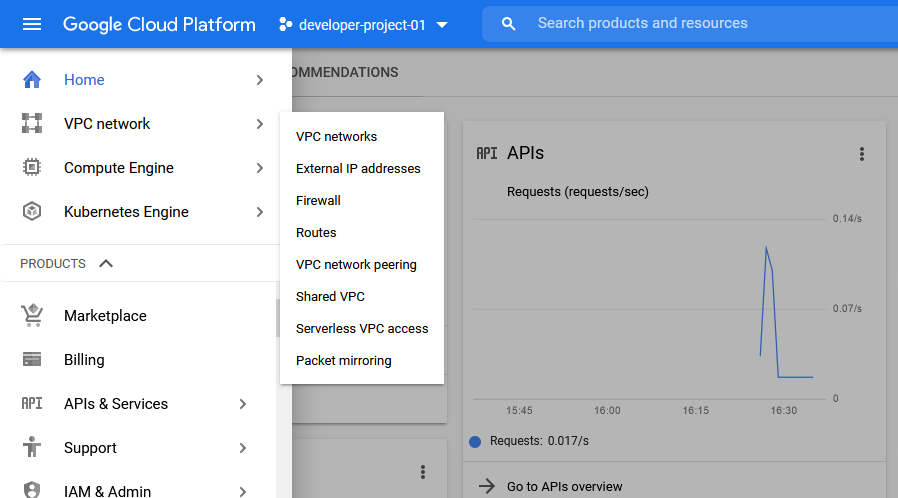 Google Cloud Platform
developer-project-01
Search products and resources
Home
VPC network
Compute Engine
Kubernetes Engine
PRODUCTS
Marketplace
Billing
API APIs & Services
Support
IAM & Admin
VPC networks
External IP addresses
Firewall
Routes
VPC network peering
Shared VPC
Serverless VPC access
Packet mirroring
OMMENDATIONS
API APIs
Requests (requests/sec)
0.14/s
0.07/s
0
15:45 16:00 16:15 16:30
Requests: 0.017/s
Go to APIs overview